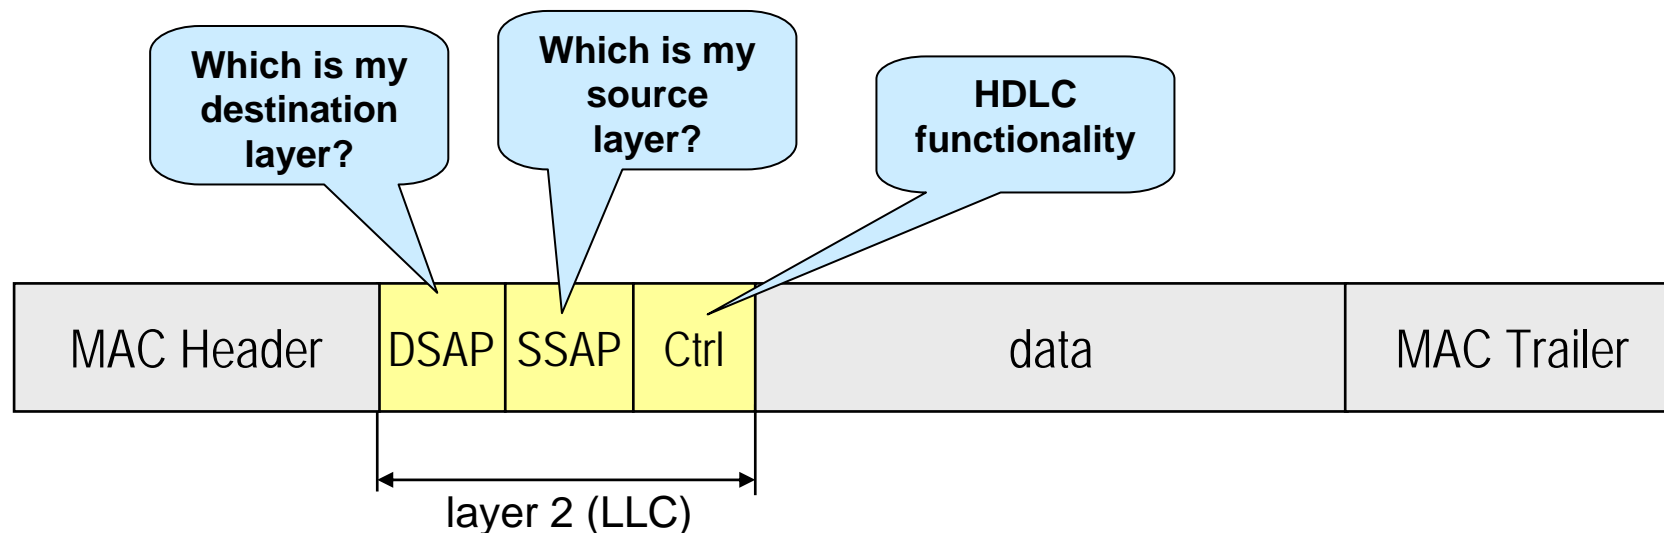 Which is my
destination
layer?
Which is my
source
layer?
HDLC
functionality
MAC Header
DSAP
SSAP
Ctrl
data
MAC Trailer
layer 2 (LLC)